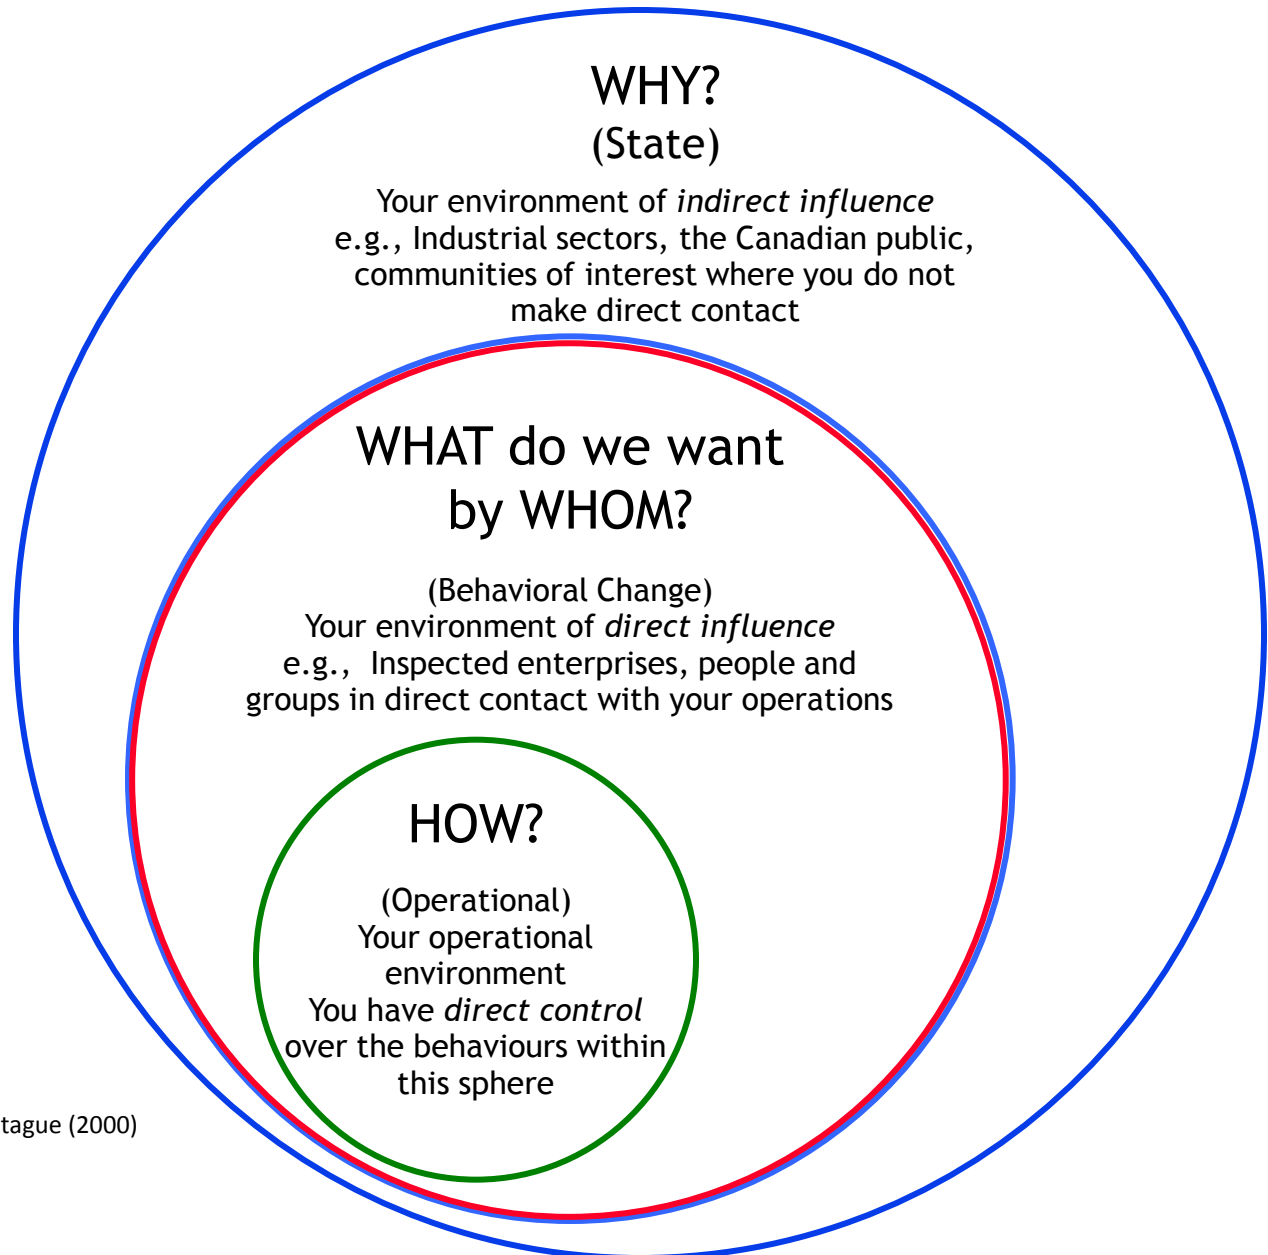 WHY?
(State)
Your environment of indirect influence
e.g., Industrial sectors, the Canadian public,
communities of interest where you do not
make direct contact
WHAT do we want
by WHOM?
(Behavioral Change)
Your environment of direct influence
e.g., Inspected enterprises, people and
groups in direct contact with your operations
HOW?
(Operational)
Your operational
environment
You have direct control
over the behaviours within
this sphere
tague (2000)